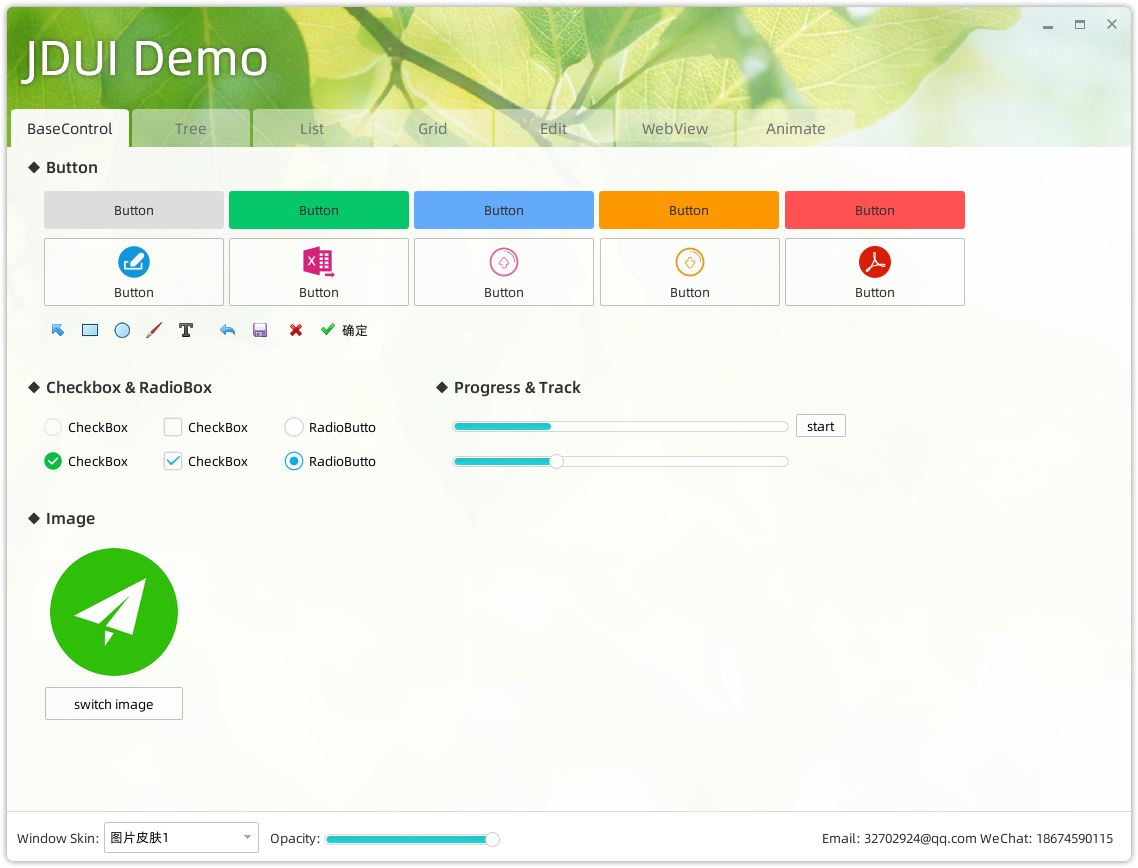 JDUI Demo
BaseControl Tree List Grid Edit WebView Animate
◆ Button
Button Button Button Button Button
Button Button Button Button Button
确定
◆ Checkbox & RadioBox ◆ Progress & Track
CheckBox CheckBox RadioButto start
CheckBox CheckBox RadioButto
◆ Image
switch image
Window Skin: 图片皮肤1 Opacity: Email: 32702924@qq.com WeChat: 18674590115